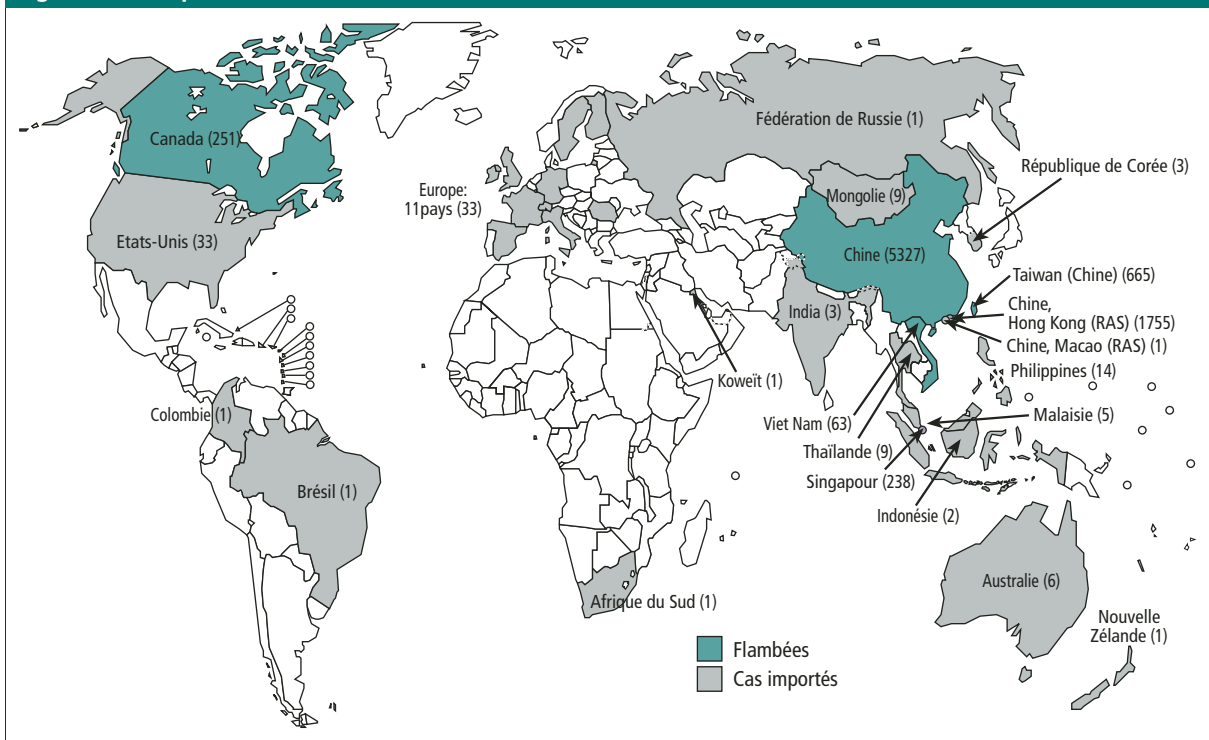 Canada (251)
Etats-Unis (33)
Colombie (1)
Brésil (1)
Europe:
11pays (33)
Fédération de Russie (1)
République de Corée (3)
Mongolie (9)
Chine (5327)
Taiwan (Chine) (665)
Chine,
Hong Kong (RAS) (1755)
Chine, Macao (RAS) (1)
India (3)
Philippines (14)
Koweït (1)
Viet Nam (63)
Malaisie (5)
Thaïlande (9)
Singapour (238)
Indonésie (2)
Australie (6)
Afrique du Sud (1)
Nouvelle
Zélande (1)
Flambées
Cas importés